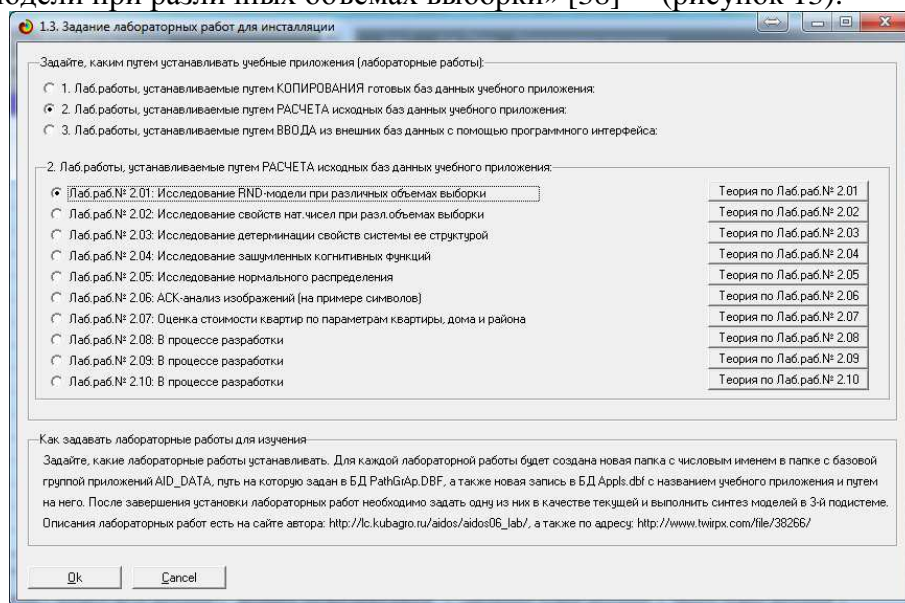 модели при различных объемах выборки» [38] (рисунок 13).
1.3. Задание лабораторных работ для инсталляции
Задайте, каким путем устанавливать учебные приложения (лабораторные работы):
1. Лаб.работы, устанавливаемые путем КОПИРОВАНИЯ готовых баз данных учебного приложения:
2. Лаб.работы, устанавливаемые путем РАСЧЕТА исходных баз данных учебного приложения:
3. Лаб.работы, устанавливаемые путем ВВОДА из внешних баз данных с помощью программного интерфейса:
2. Лаб.работы, устанавливаемые путем РАСЧЕТА исходных баз данных учебного приложения:
Лаб.раб.№ 2.01: Исследование RND-модели при различных объемах выборки Теория по Лаб.раб.№ 2.01
Лаб.раб.№ 2.02: Исследование свойств нат.чисел при разл.объемах выборки Теория по Лаб.раб.№ 2.02
Лаб.раб.№ 2.03: Исследование детерминации свойств системы ее структурой Теория по Лаб.раб.№ 2.03
Лаб.раб.№ 2.04: Исследование зашумленных когнитивных функций Теория по Лаб.раб.№ 2.04
Лаб.раб.№ 2.05: Исследование нормального распределения Теория по Лаб.раб.№ 2.05
Лаб.раб.№ 2.06: АСК-анализ изображений (на примере символов) Теория по Лаб.раб.№ 2.06
Лаб.раб.№ 2.07: Оценка стоимости квартир по параметрам квартиры, дома и района Теория по Лаб.раб.№ 2.07
Лаб.раб.№ 2.08: В процессе разработки Теория по Лаб.раб.№ 2.08
Лаб.раб.№ 2.09: В процессе разработки Теория по Лаб.раб.№ 2.09
Лаб.раб.№ 2.10: В процессе разработки Теория по Лаб.раб.№ 2.10
Как задавать лабораторные работы для изучения
Задайте, какие лабораторные работы устанавливать. Для каждой лабораторной работы будет создана новая папка с числовым именем в папке с базовой
группой приложений AID_DATA, путь на которую задан в БД PathGrAp.DBF, а также новая запись в БД Appls.dbf с названием учебного приложения и путем
на него. После завершения установки лабораторных работ необходимо задать одну из них в качестве текущей и выполнить синтез моделей в 3-й подистеме.
Описания лабораторных работ есть на сайте автора: http://lc.kubagro.ru/aidos/aidos06_lab/, а также по адресу: http://www.twirpx.com/file/38266/
Ok Cancel